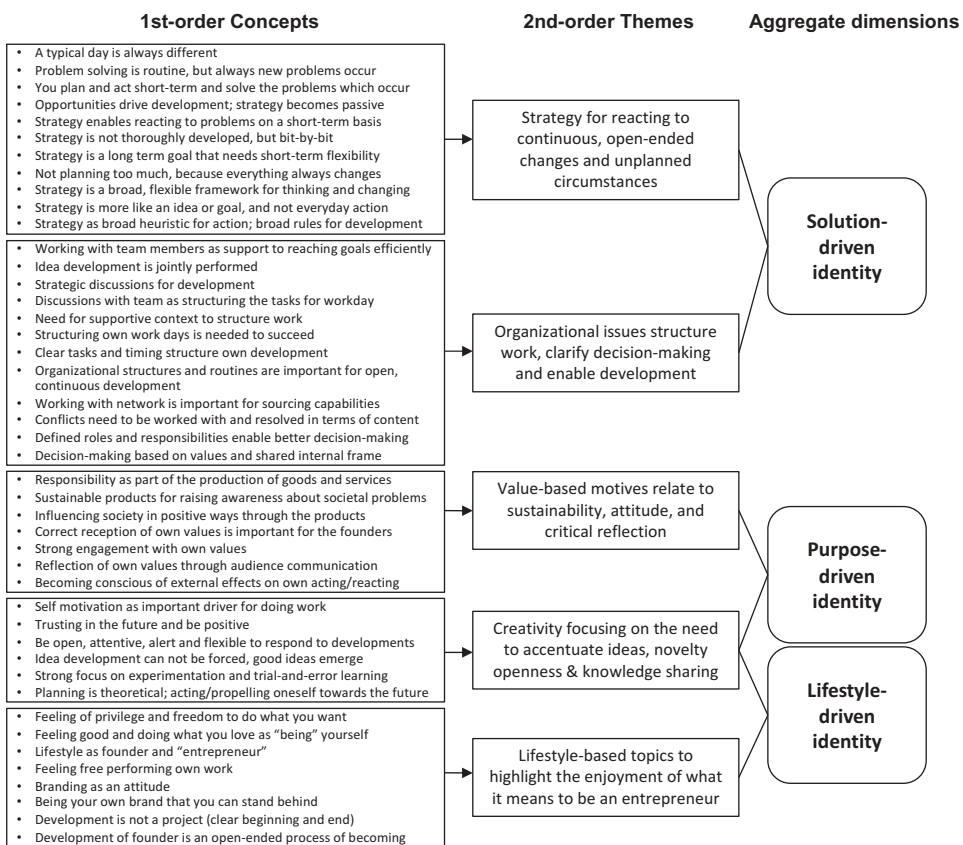 1st-order Concepts
2nd-order Themes
Aggregate dimensions
• A typical day is always different
• Problem solving is routine, but always new problems occur
• You plan and act short-term and solve the problems which occur
• Opportunities drive development; strategy becomes passive
• Strategy enables reacting to problems on a short-term basis
• Strategy is not thoroughly developed, but bit-by-bit
• Strategy is a long term goal that needs short-term flexibility
• Not planning too much, because everything always changes
• Strategy is a broad, flexible framework for thinking and changing
• Strategy is more like an idea or goal, and not everyday action
• Strategy as broad heuristic for action; broad rules for development
Strategy for reacting to
continuous, open-ended
changes and unplanned
circumstances
• Working with team members as support to reaching goals efficiently
• Idea development is jointly performed
• Strategic discussions for development
• Discussions with team as structuring the tasks for workday
• Need for supportive context to structure work
• Structuring own work days is needed to succeed
• Clear tasks and timing structure own development
• Organizational structures and routines are important for open,
continuous development
• Working with network is important for sourcing capabilities
• Conflicts need to be worked with and resolved in terms of content
• Defined roles and responsibilities enable better decision-making
• Decision-making based on values and shared internal frame
Organizational issues structure
work, clarify decision-making
and enable development
Solution-
driven
identity
• Responsibility as part of the production of goods and services
• Sustainable products for raising awareness about societal problems
• Influencing society in positive ways through the products
• Correct reception of own values is important for the founders
• Strong engagement with own values
• Reflection of own values through audience communication
• Becoming conscious of external effects on own acting/reacting
Value-based motives relate to
sustainability, attitude, and
critical reflection
• Self motivation as important driver for doing work
• Trusting in the future and be positive
• Be open, attentive, alert and flexible to respond to developments
• Idea development can not be forced, good ideas emerge
• Strong focus on experimentation and trial-and-error learning
• Planning is theoretical; acting/propelling oneself towards the future
Creativity focusing on the need
to accentuate ideas, novelty
openness & knowledge sharing
Purpose-
driven
identity
• Feeling of privilege and freedom to do what you want
• Feeling good and doing what you love as “being” yourself
• Lifestyle as founder and “entrepreneur”
• Feeling free performing own work
• Branding as an attitude
• Being your own brand that you can stand behind
• Development is not a project (clear beginning and end)
• Development of founder is an open-ended process of becoming
Lifestyle-based topics to
highlight the enjoyment of what
it means to be an entrepreneur
Lifestyle-
driven
identity